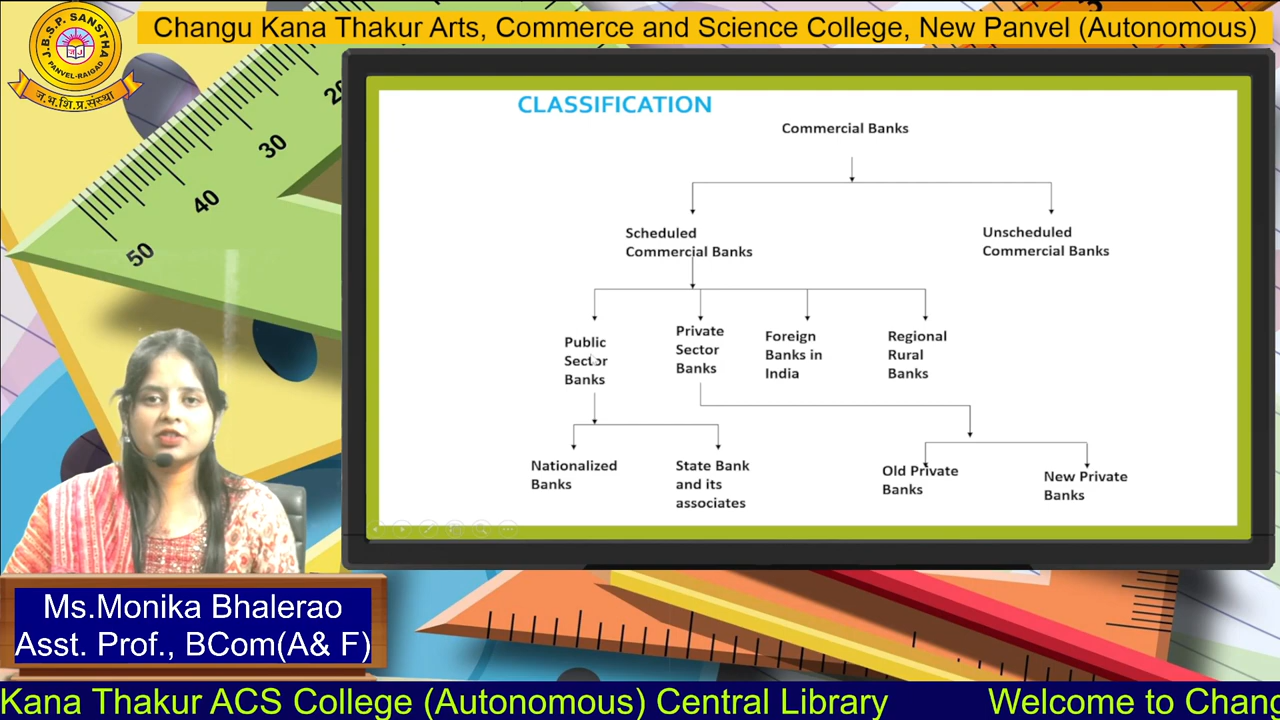 Changu Kana Thakur Arts, Commerce and Science College, New Panvel (Autonomous)
J.B.S.P. SANSTHA
PANVEL-RAIGAD
ज.भ.शि.प्र.संस्था
30
40
50
CLASSIFICATION
Commercial Banks
Scheduled
Commercial Banks
Unscheduled
Commercial Banks
Public
Sector
Banks
Private
Sector
Banks
Foreign
Banks in
India
Regional
Rural
Banks
Nationalized
Banks
State Bank
and its
associates
Old Private
Banks
New Private
Banks
Ms.Monika Bhalerao
Asst. Prof., BCom(A& F)
Kana Thakur ACS College (Autonomous) Central Library Welcome to Chang